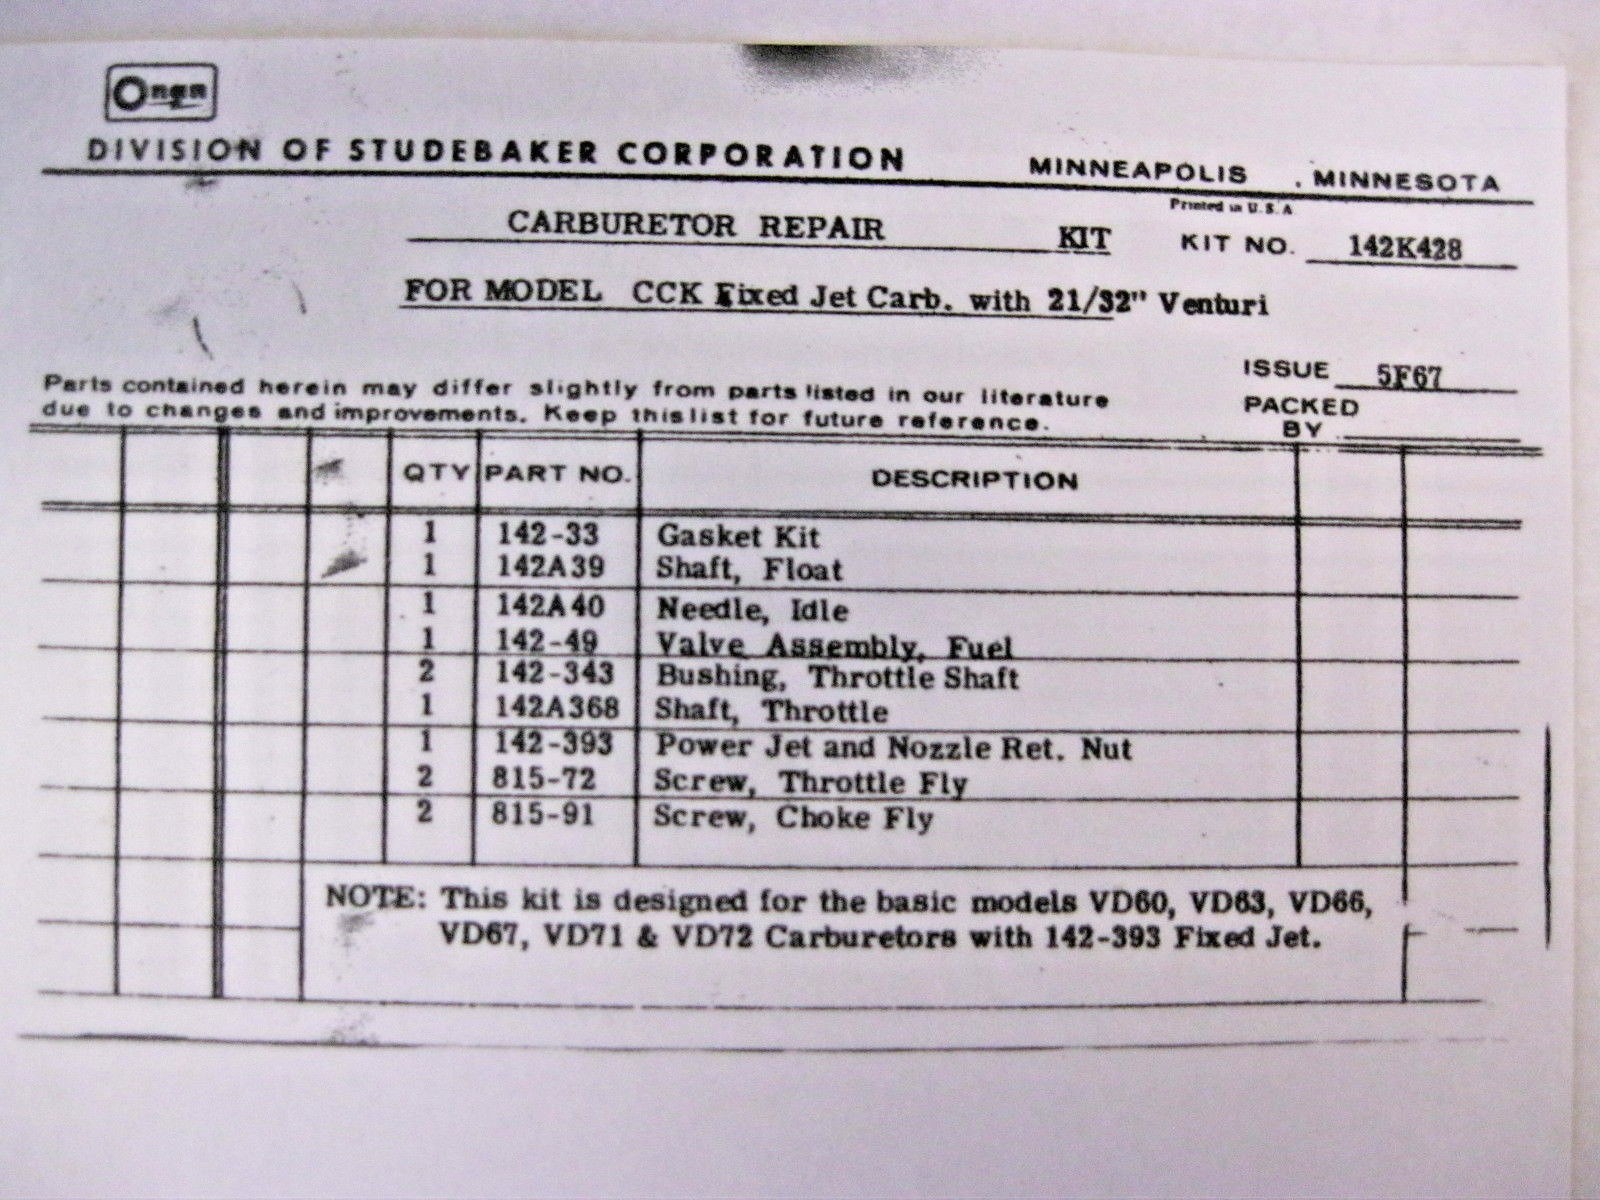 Onan
DIVISION OF STUDEBAKER CORPORATION MINNEAPOLIS, MINNESOTA
Printed in U.S.A
CARBURETOR REPAIR KIT KIT NO. 142K428
FOR MODEL CCK Fixed Jet Carb. with 21/32" Venturi
ISSUE 5F67
Parts contained herein may differ slightly from parts listed in our literature
due to changes and improvements. Keep this list for future reference.
PACKED
BY
QTY PART NO. DESCRIPTION
1 142-33 Gasket Kit
1 142A39 Shaft, Float
1 142A40 Needle, Idle
1 142-49 Valve Assembly, Fuel
2 142-343 Bushing, Throttle Shaft
1 142A368 Shaft, Throttle
1 142-393 Power Jet and Nozzle Ret. Nut
2 815-72 Screw, Throttle Fly
2 815-91 Screw, Choke Fly
NOTE: This kit is designed for the basic models VD60, VD63, VD66,
VD67, VD71 & VD72 Carburetors with 142-393 Fixed Jet.